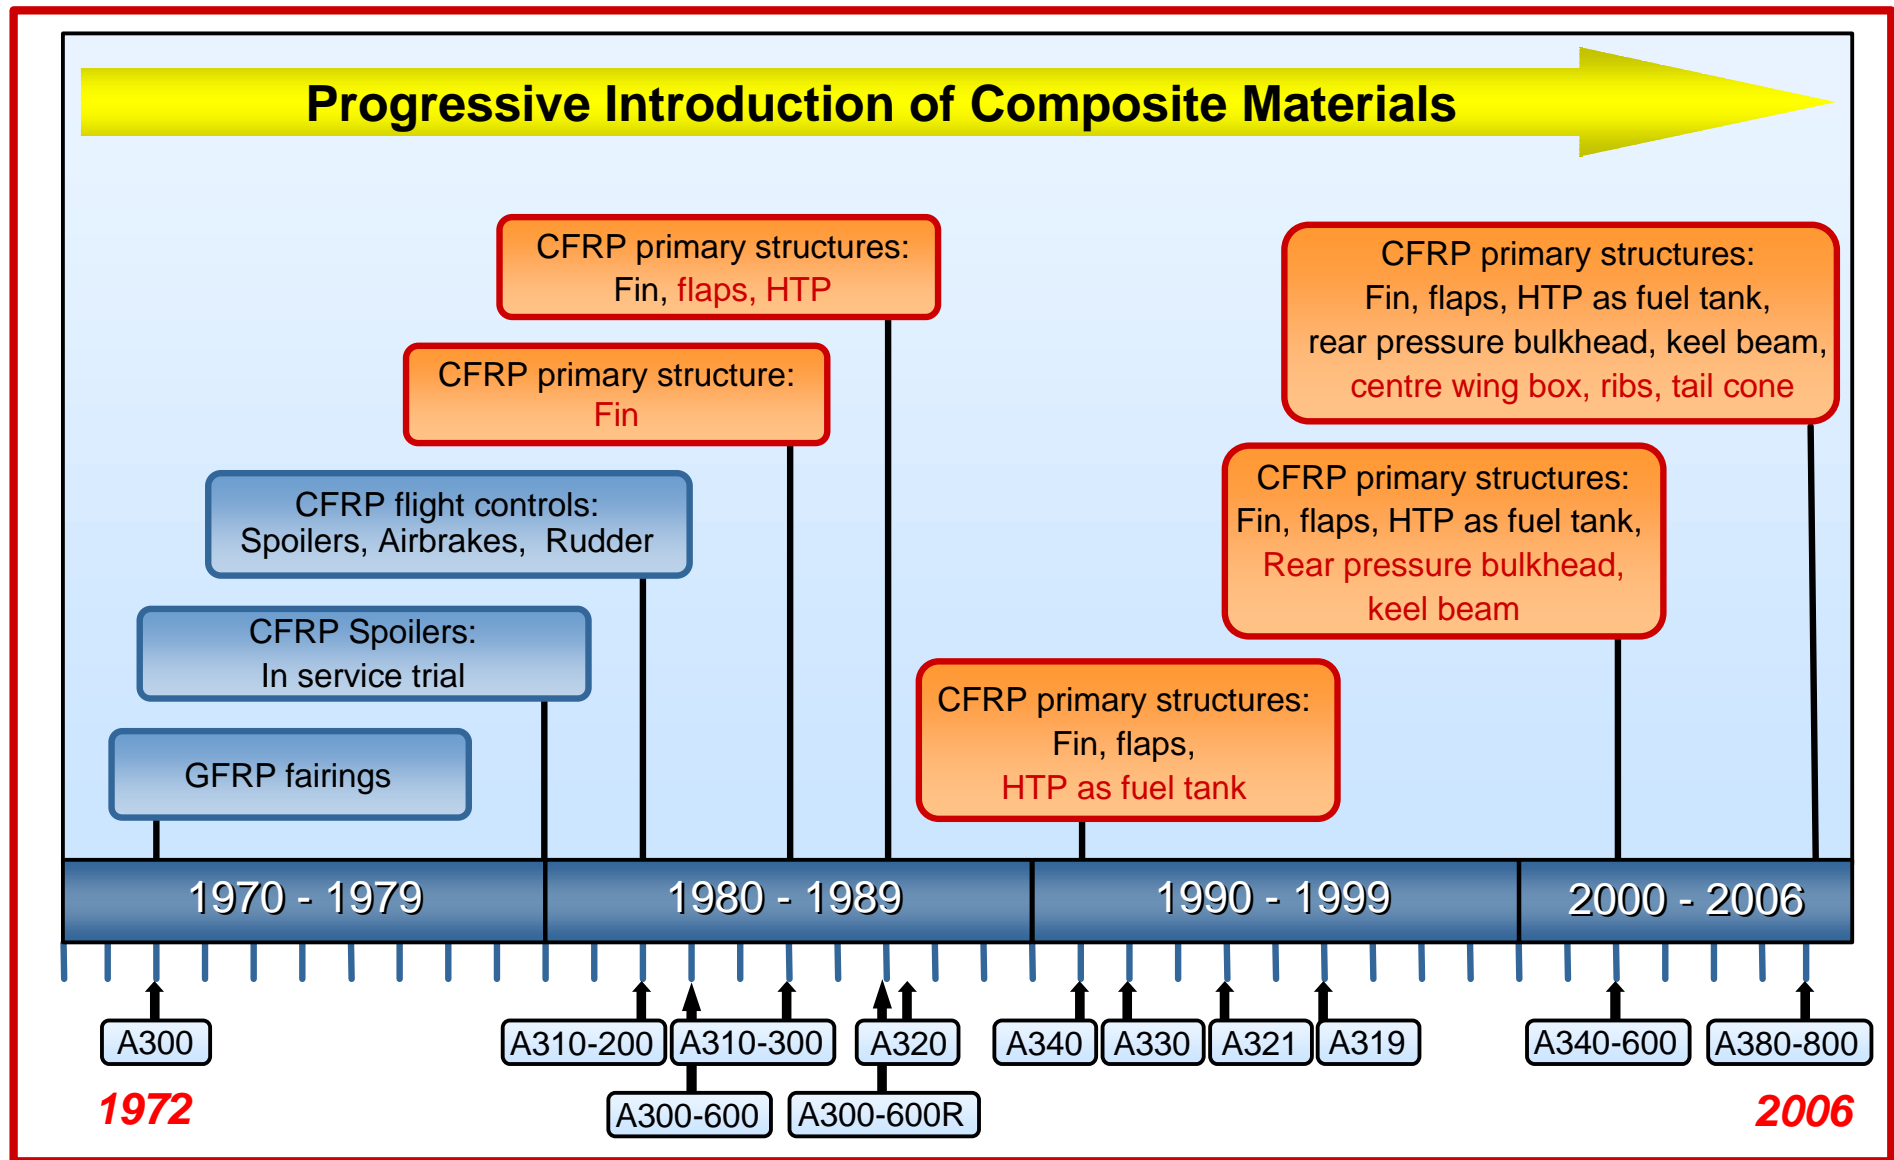 Progressive Introduction of Composite Materials
CFRP primary structures:
Fin, flaps, HTP
CFRP primary structures:
Fin, flaps, HTP as fuel tank,
rear pressure bulkhead, keel beam,
centre wing box, ribs, tail cone
CFRP primary structure:
Fin
CFRP flight controls:
Spoilers, Airbrakes, Rudder
CFRP primary structures:
Fin, flaps, HTP as fuel tank,
Rear pressure bulkhead,
keel beam
CFRP Spoilers:
In service trial
CFRP primary structures:
Fin, flaps,
HTP as fuel tank
GFRP fairings
1970 - 1979
1980 - 1989
1990 - 1999
2000 - 2006
A300
A310-200
A310-300
A320
A340
A330
A321
A319
A340-600
A380-800
1972
A300-600
A300-600R
2006